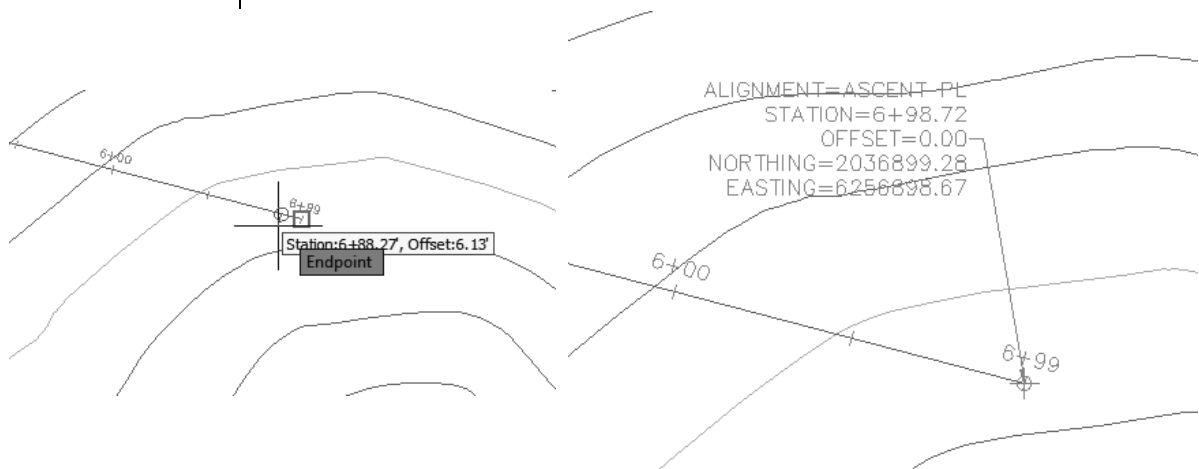 6+00
6+99
Station:6+88.27', Offset:6.13'
Endpoint
ALIGNMENT=ASCENT PL
STATION=6+98.72
OFFSET=0.00
NORTHING=2036899.28
EASTING=6256898.67
6+00
6+99